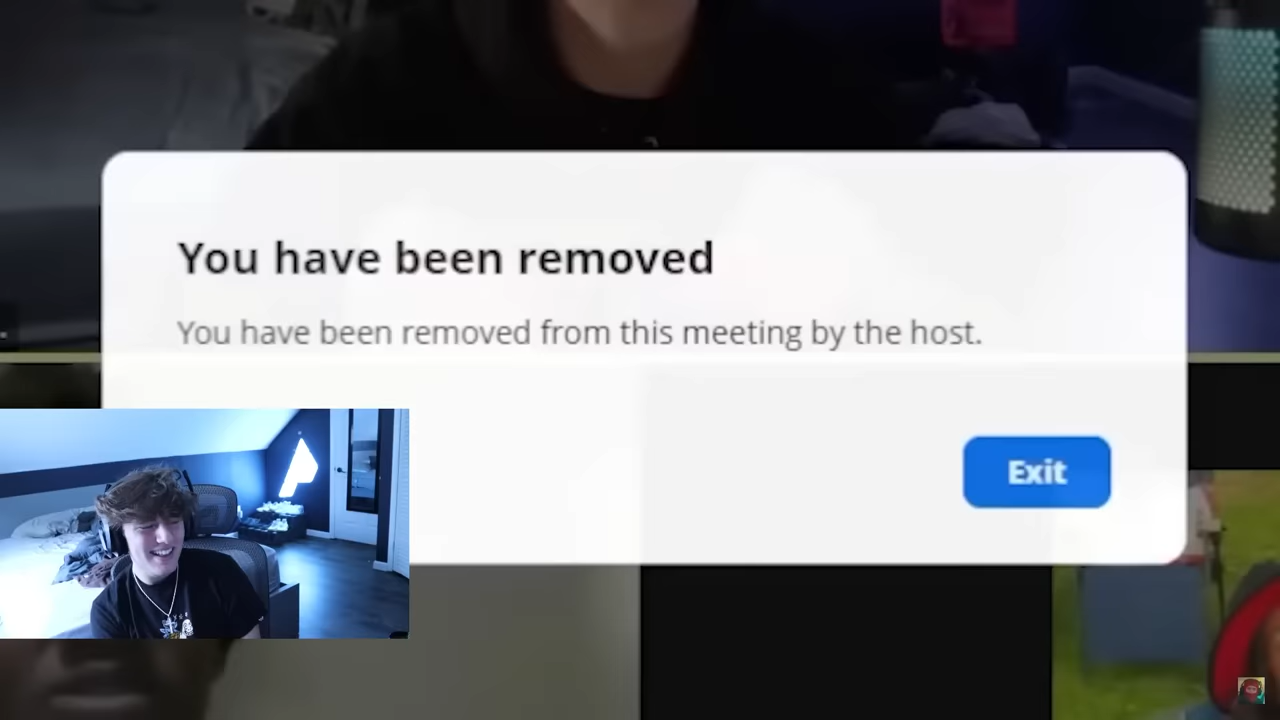 You have been removed
You have been removed from this meeting by the host.
Exit